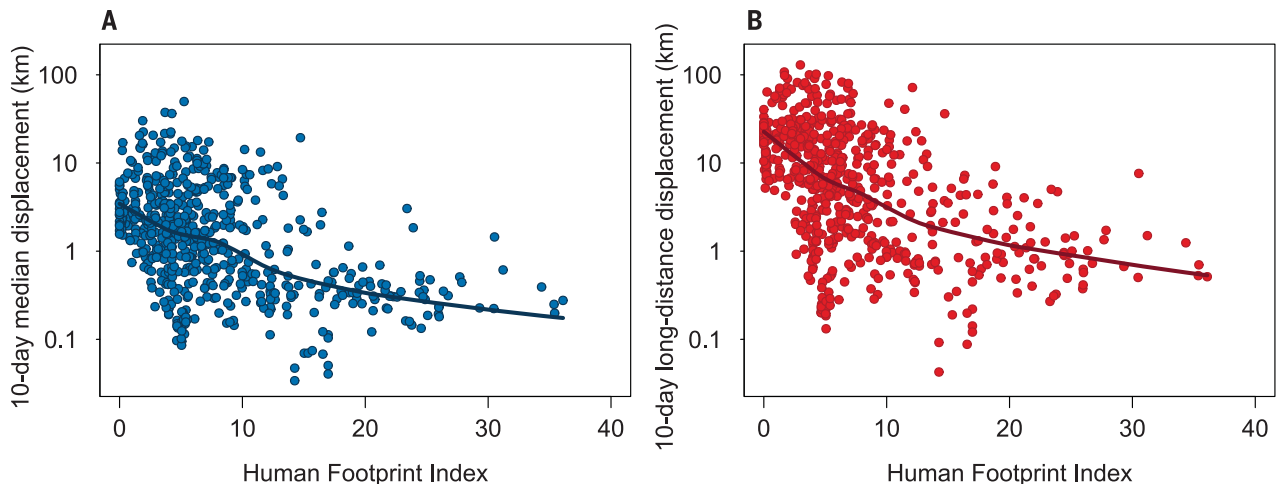 A
10-day median displacement (km)
100
10
1
0.1
0 10 20 30 40
Human Footprint Index
B
10-day long-distance displacement (km)
100
10
1
0.1
0 10 20 30 40
Human Footprint Index